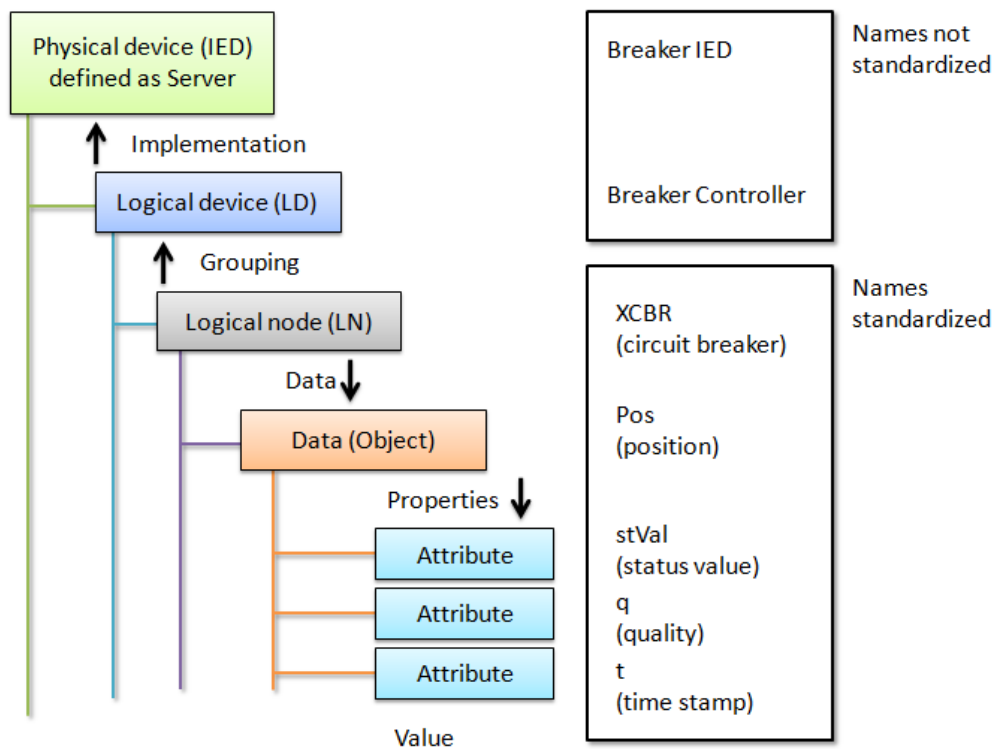 Physical device (IED)
defined as Server
Implementation
Logical device (LD)
Grouping
Logical node (LN)
Data
Data (Object)
Properties
Attribute
Attribute
Attribute
Value
Breaker IED
Breaker Controller
Names not
standardized
XCBR
(circuit breaker)
Pos
(position)
stVal
(status value)
q
(quality)
t
(time stamp)
Names
standardized